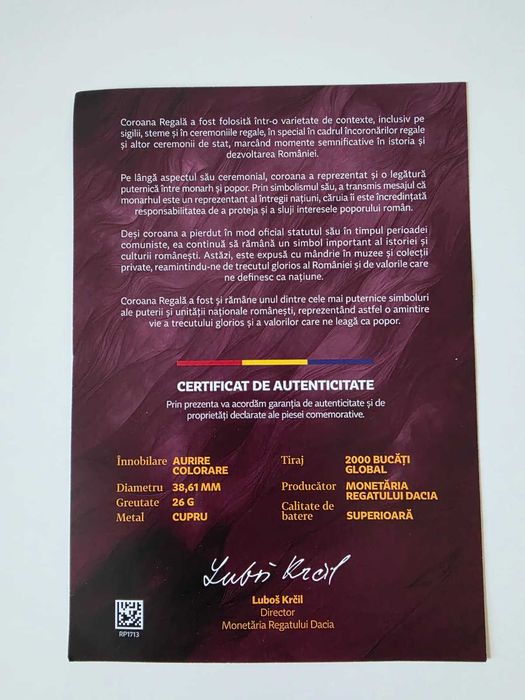 Coroana Regală a fost folosită într-o varietate de contexte, inclusiv pe
sigilii, steme și în ceremoniile regale, în special în cadrul încoronărilor regale
și altor ceremonii de stat, marcând momente semnificative în istoria și
dezvoltarea României.
Pe lângă aspectul său ceremonial, coroana a reprezentat și o legătură
puternică între monarh și popor. Prin simbolismul său, a transmis mesajul că
monarhul este un reprezentant al întregii națiuni, căruia îi este încredințată
responsabilitatea de a proteja și a sluji interesele poporului român.
Deși coroana a pierdut în mod oficial statutul său în timpul perioadei
comuniste, ea continuă să rămână un simbol important al istoriei și
culturii românești. Astăzi, este expusă cu mândrie în muzee și colecții
private, reamintindu-ne de trecutul glorios al României și de valorile care
ne definesc ca națiune.
Coroana Regală a fost și rămâne unul dintre cele mai puternice simboluri
ale puterii și unității naționale românești, reprezentând astfel o amintire
vie a trecutului glorios și a valorilor care ne leagă ca popor.
CERTIFICAT DE AUTENTICITATE
Prin prezenta va acordăm garanția de autenticitate și de
proprietăți declarate ale piesei comemorative.
Înnobilare AURIRE
COLORARE
Diametru 38,61 MM
Greutate 26 G
Metal CUPRU
Tiraj 2000 BUCĂȚI
GLOBAL
Producător MONETĂRIA
REGATULUI DACIA
Calitate de
batere SUPERIOARĂ
Luboš Krčil
Luboš Krčil
Director
Monetăria Regatului Dacia
RP1713